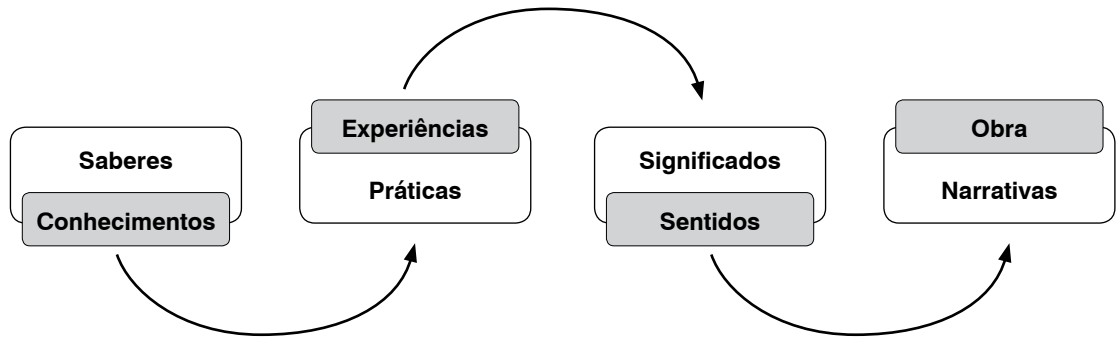 Saberes
Conhecimentos
Experiências
Práticas
Significados
Sentidos
Obra
Narrativas